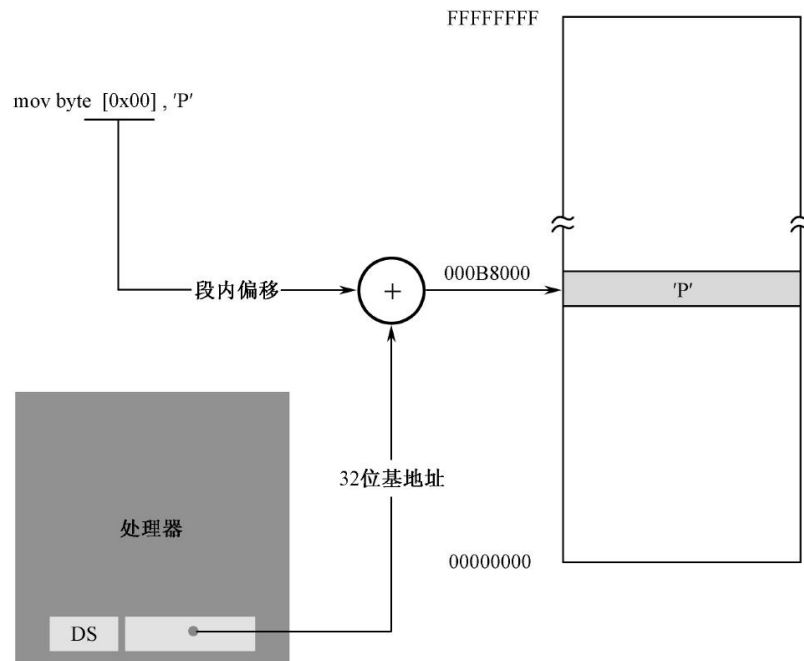 FFFFFFFF
mov byte [0x00] , 'P'
000B8000
段内偏移
+
'P'
32位基地址
处理器
00000000
DS